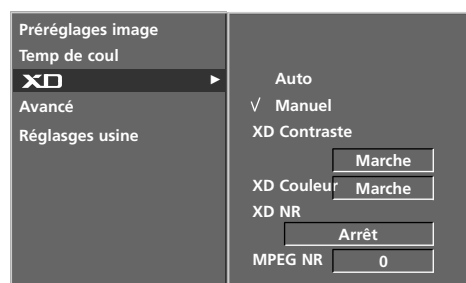 Préréglages image
Temp de coul
XD
Avancé
Réglasges usine
Auto
√ Manuel
XD Contraste
Marche
XD Couleur Marche
XD NR
Arrêt
MPEG NR 0